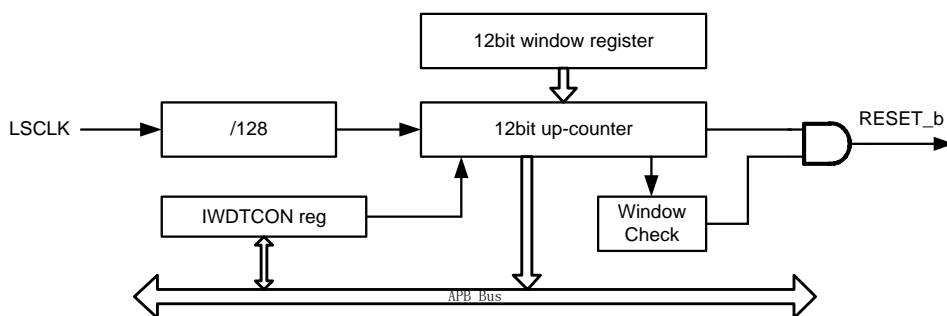 12bit window register
LSCLK
/128
12bit up-counter
RESET_b
IWDTCON reg
Window
Check
APB Bus